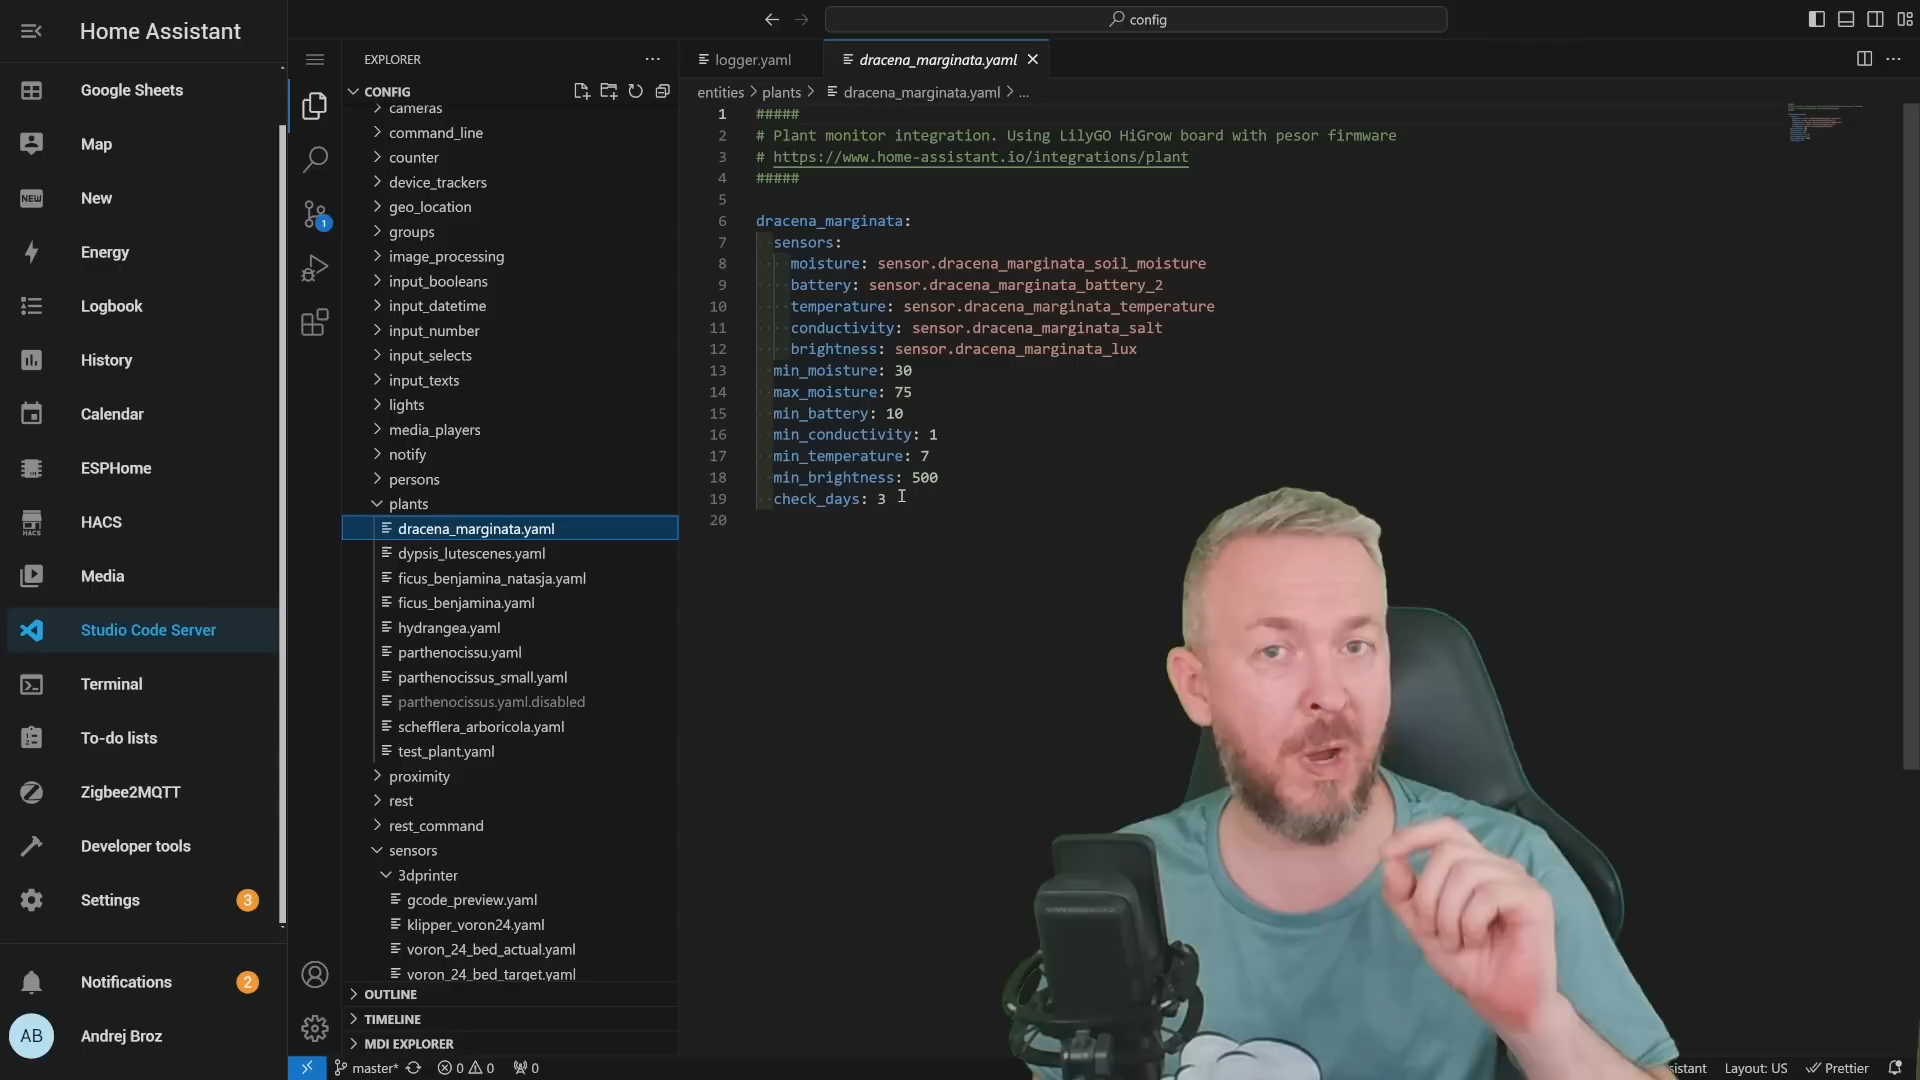 Home Assistant
Google Sheets
Map
NEW
New
Energy
Logbook
History
Calendar
ESPHome
HACS
HACS
Media
Studio Code Server
Terminal
To-do lists
Zigbee2MQTT
Developer tools
Settings
3
Notifications
2
AB
Andrej Broz
config
1
EXPLORER
CONFIG
cameras
command_line
counter
device_trackers
geo_location
groups
image_processing
input_booleans
input_datetime
input_number
input_selects
input_texts
lights
media_players
notify
persons
plants
dracena_marginata.yaml
dypsis_lutescenes.yaml
ficus_benjamina_natasja.yaml
ficus_benjamina.yaml
hydrangea.yaml
parthenocissu.yaml
parthenocissus_small.yaml
parthenocissus.yaml.disabled
schefflera_arboricola.yaml
test_plant.yaml
proximity
rest
rest_command
sensors
3dprinter
gcode_preview.yaml
klipper_voron24.yaml
voron_24_bed_actual.yaml
voron_24_bed_target.yaml
OUTLINE
TIMELINE
MDI EXPLORER
logger.yaml
dracena_marginata.yaml
entities > plants > dracena_marginata.yaml > ...
1 #####
2 # Plant monitor integration. Using LilyGO HiGrow board with pesor firmware
3 # https://www.home-assistant.io/integrations/plant
4 #####
5
6 dracena_marginata:
7 sensors:
8 moisture: sensor.dracena_marginata_soil_moisture
9 battery: sensor.dracena_marginata_battery_2
10 temperature: sensor.dracena_marginata_temperature
11 conductivity: sensor.dracena_marginata_salt
12 brightness: sensor.dracena_marginata_lux
13 min_moisture: 30
14 max_moisture: 75
15 min_battery: 10
16 min_conductivity: 1
17 min_temperature: 7
18 min_brightness: 500
19 check_days: 3
20
master* 0 0 0
sistant Layout: US Prettier